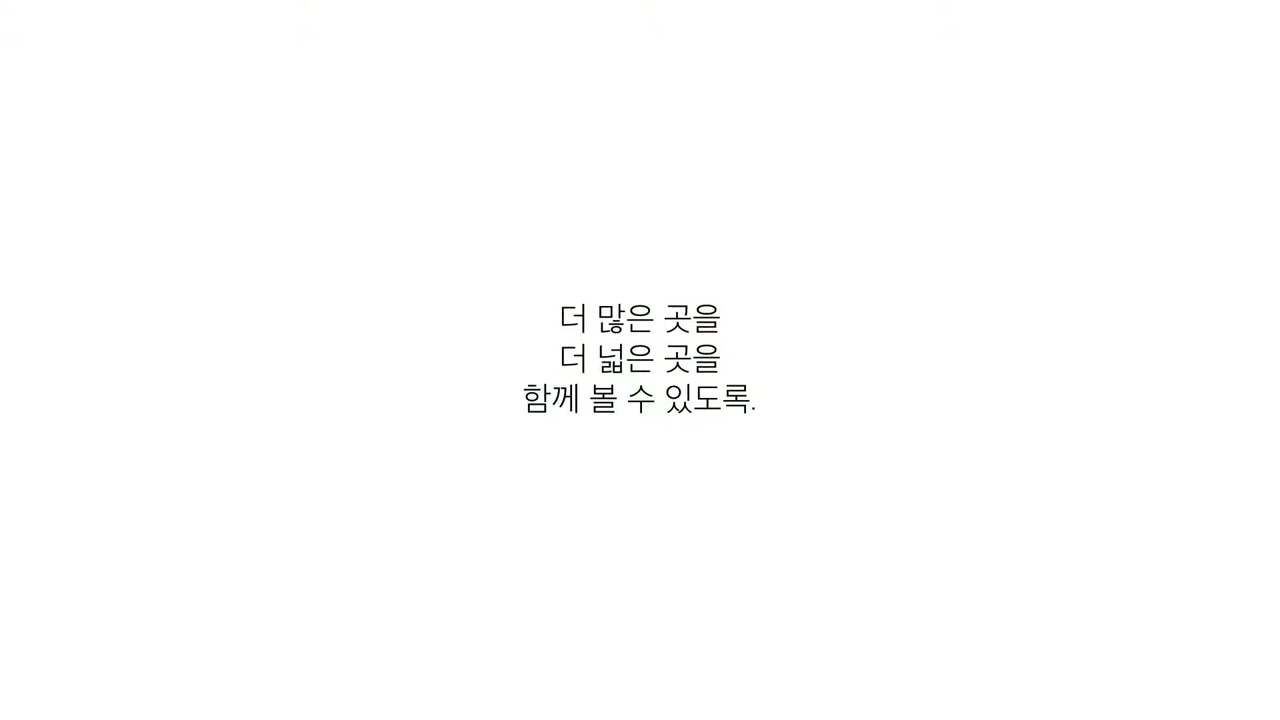 더 많은 곳을
더 넓은 곳을
함께 볼 수 있도록.